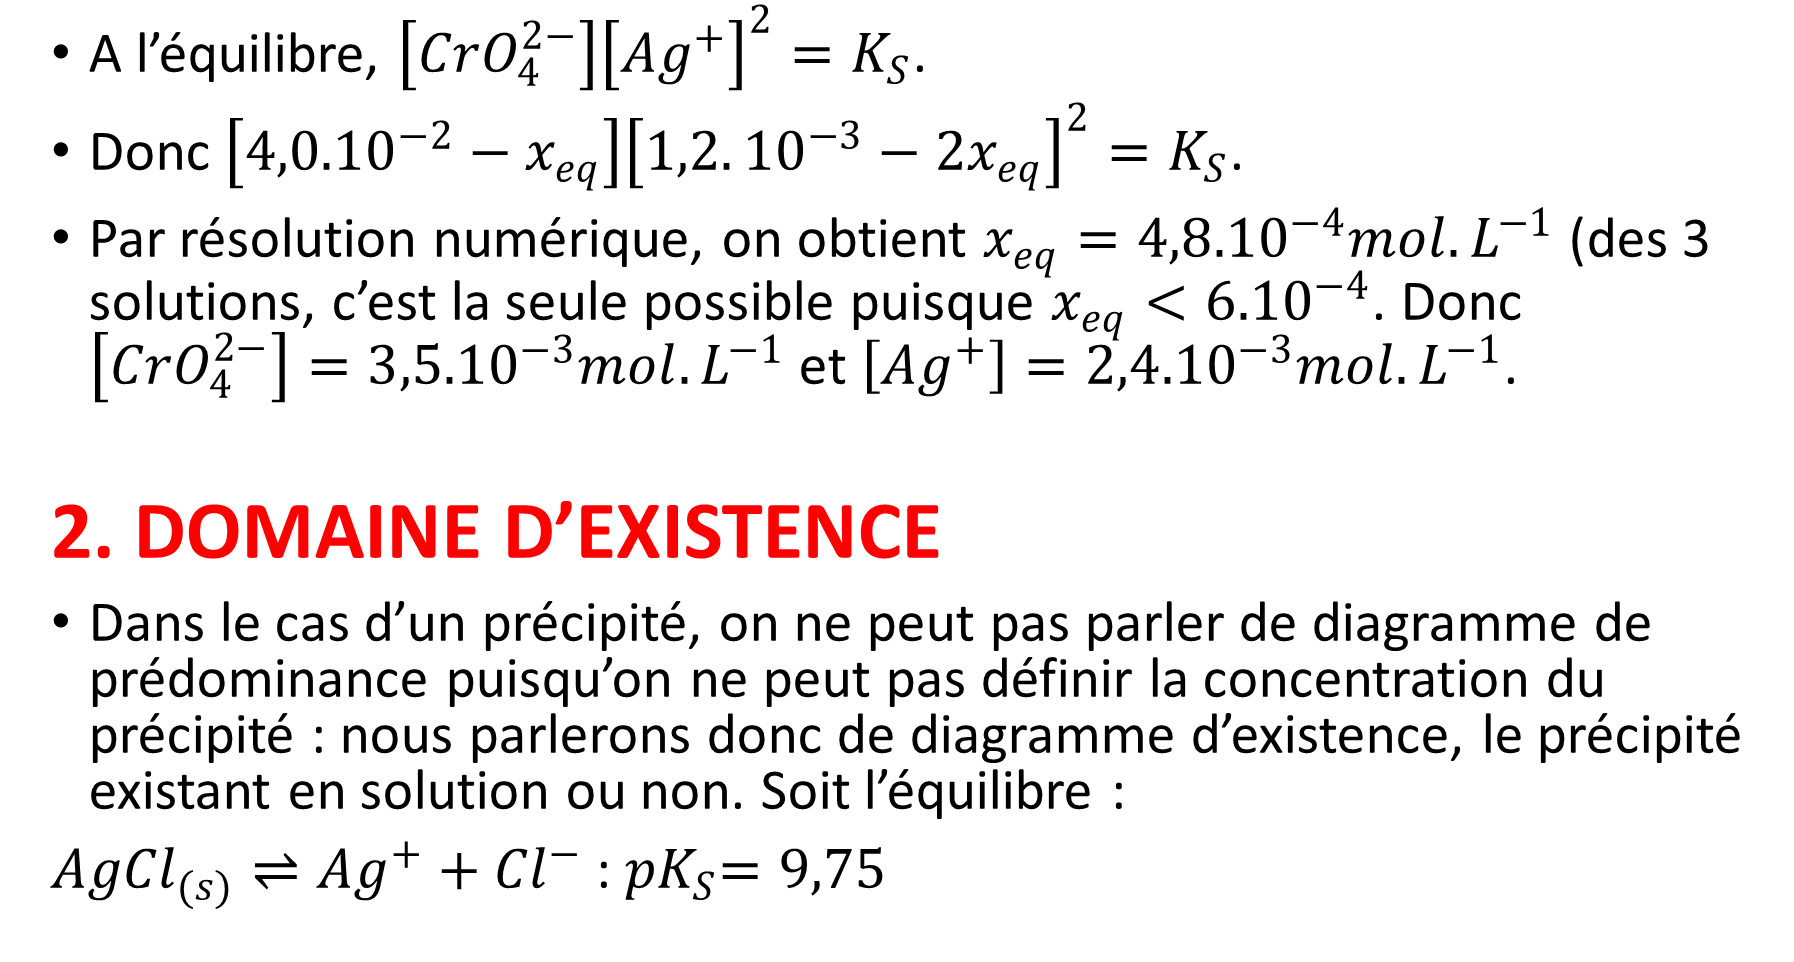 • A l’équilibre, [CrO₄²⁻][Ag⁺]² = K_S.
• Donc [4,0.10⁻² − x_eq][1,2. 10⁻³ − 2x_eq]² = K_S.
• Par résolution numérique, on obtient x_eq = 4,8.10⁻⁴mol. L⁻¹ (des 3
solutions, c’est la seule possible puisque x_eq < 6.10⁻⁴. Donc
[CrO₄²⁻] = 3,5.10⁻³mol. L⁻¹ et [Ag⁺] = 2,4.10⁻³mol. L⁻¹.
2. DOMAINE D’EXISTENCE
• Dans le cas d’un précipité, on ne peut pas parler de diagramme de
prédominance puisqu’on ne peut pas définir la concentration du
précipité : nous parlerons donc de diagramme d’existence, le précipité
existant en solution ou non. Soit l’équilibre :
AgCl₍s₎ ⇌ Ag⁺ + Cl⁻ : pK_S= 9,75